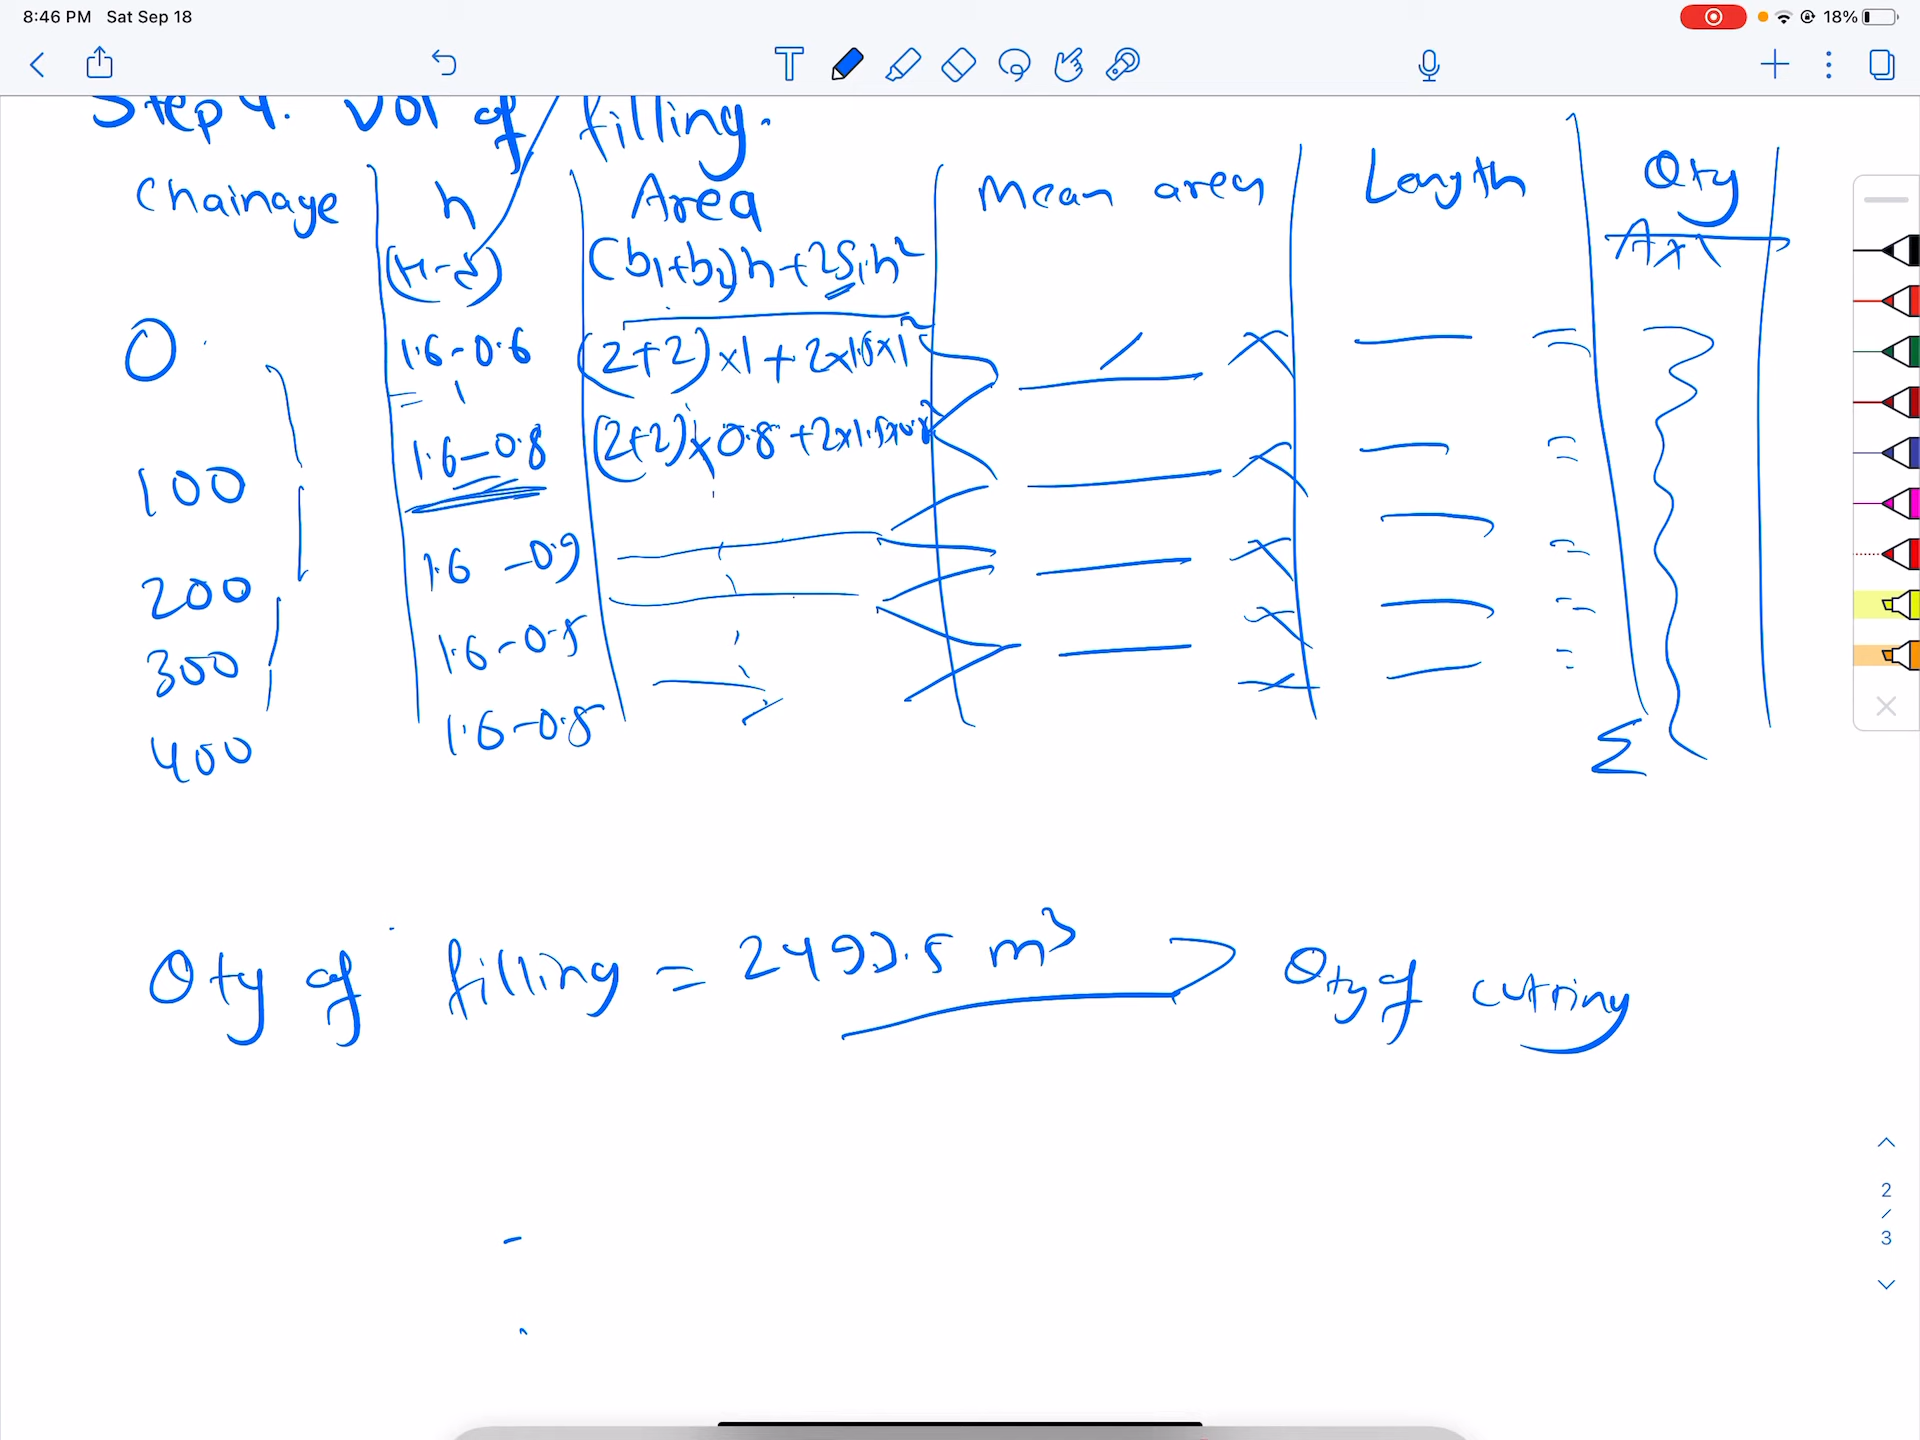 8:46 PM Sat Sep 18
18%
Step 4. Vol of filling.
Chainage h Area Mean area Length Qty
(H-d) (b1+b2)h+2S1h² A×L
0 1.6-0.6 (2+2)×1+2×1.5×1²
= 1
100 1.6-0.8 (2+2)×0.8+2×1.5×0.8²
200 1.6-0.9
300 1.6-0.5
400 1.6-0.8
Σ
Qty of filling = m³ Qty of cutting
2
/
3